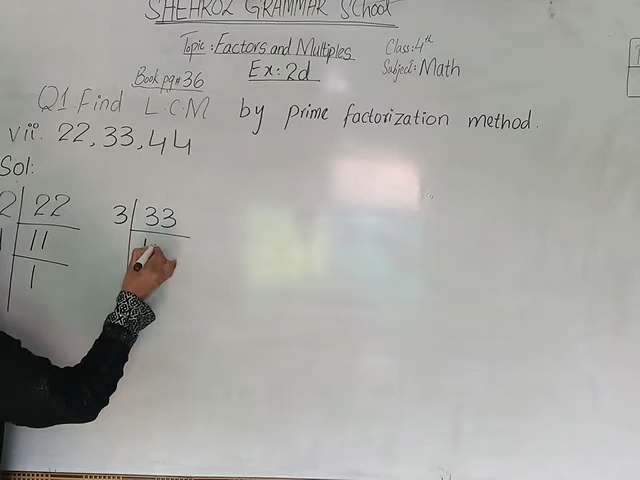 SHEHROZ GRAMMAR SChool
Topic: Factors and Multiples
Class: 4th
Subject: Math
Ex: 2d
Book pg# 36
Q1. Find L.C.M by prime factorization method.
vii. 22, 33, 44
Sol:
2 | 22
11
1
3 | 33